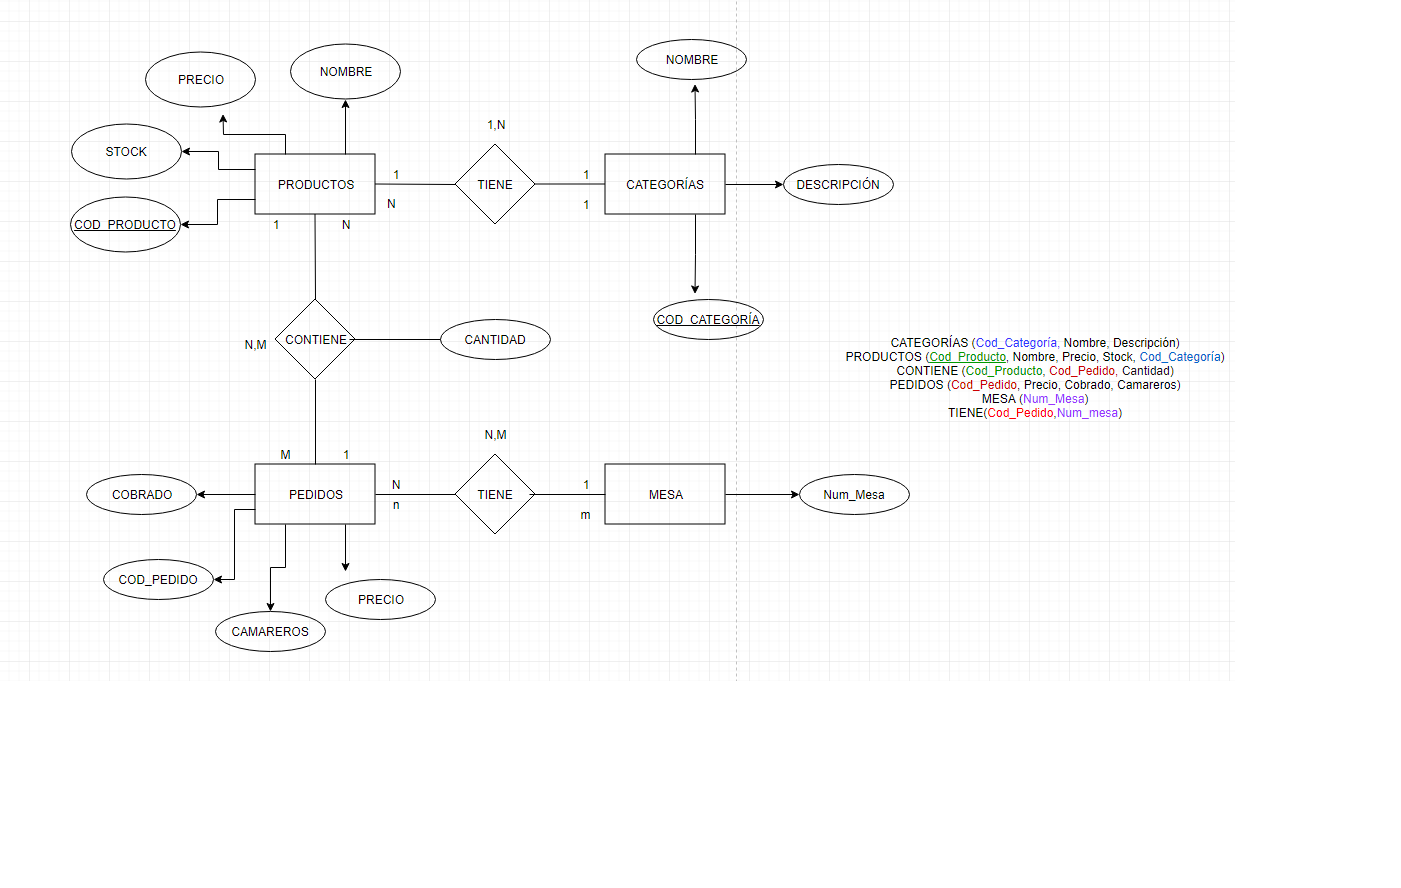 NOMBRE
NOMBRE
PRECIO
1,N
STOCK
1
1
PRODUCTOS
TIENE
CATEGORÍAS
DESCRIPCIÓN
N
1
COD_PRODUCTO
1
N
COD_CATEGORÍA
N,M
CONTIENE
CANTIDAD
CATEGORÍAS (Cod_Categoría, Nombre, Descripción)
PRODUCTOS (Cod_Producto, Nombre, Precio, Stock, Cod_Categoría)
CONTIENE (Cod_Producto, Cod_Pedido, Cantidad)
PEDIDOS (Cod_Pedido, Precio, Cobrado, Camareros)
MESA (Num_Mesa)
TIENE(Cod_Pedido,Num_mesa)
N,M
M
1
N
1
COBRADO
PEDIDOS
TIENE
MESA
Num_Mesa
n
m
COD_PEDIDO
PRECIO
CAMAREROS